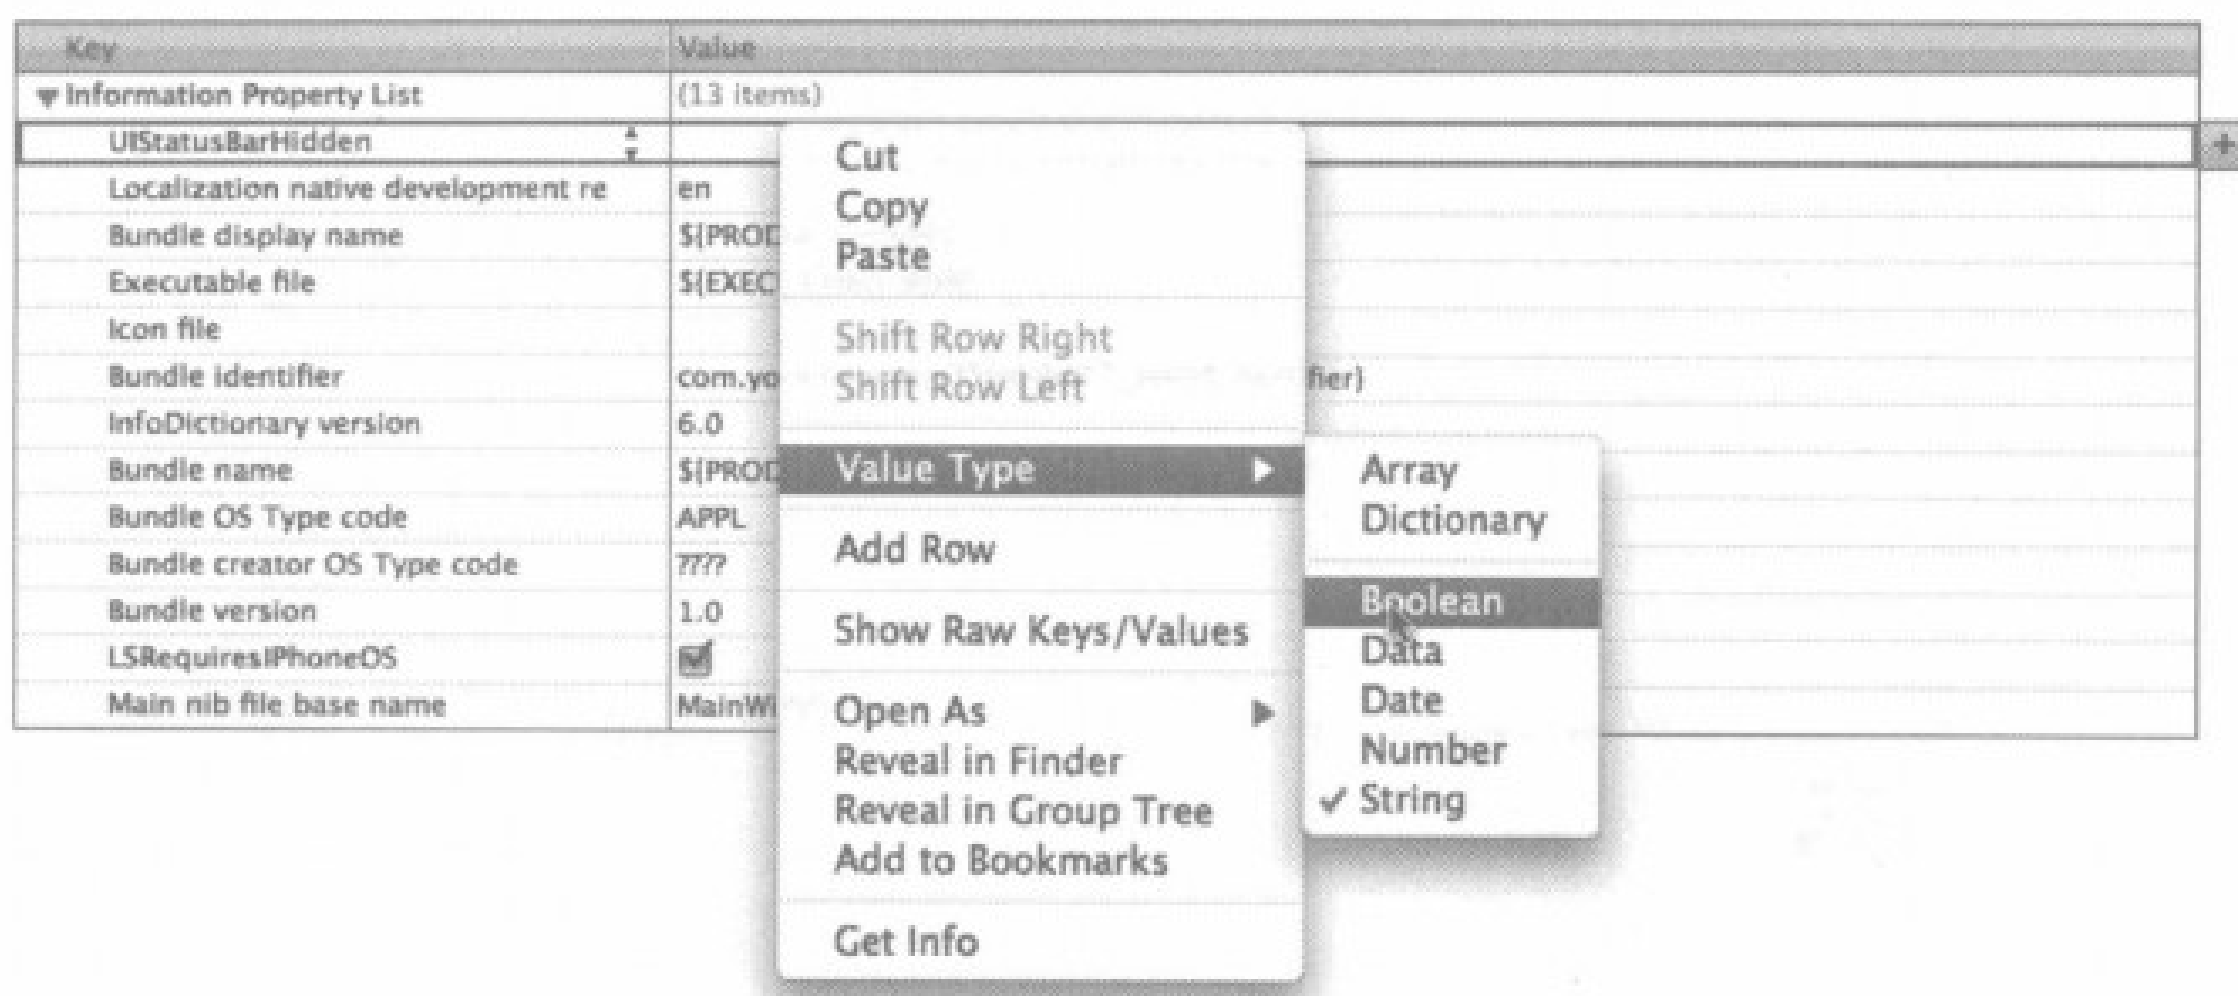 Key Value
Information Property List (13 items)
UIStatusBarHidden
Localization native development re en
Bundle display name ${PROD
Executable file ${EXEC
Icon file
Bundle identifier com.yo fier}
InfoDictionary version 6.0
Bundle name ${PROD
Bundle OS Type code APPL
Bundle creator OS Type code ????
Bundle version 1.0
LSRequiresIPhoneOS
Main nib file base name MainWi
Cut
Copy
Paste
Shift Row Right
Shift Row Left
Value Type
Add Row
Show Raw Keys/Values
Open As
Reveal in Finder
Reveal in Group Tree
Add to Bookmarks
Get Info
Array
Dictionary
Boolean
Data
Date
Number
String